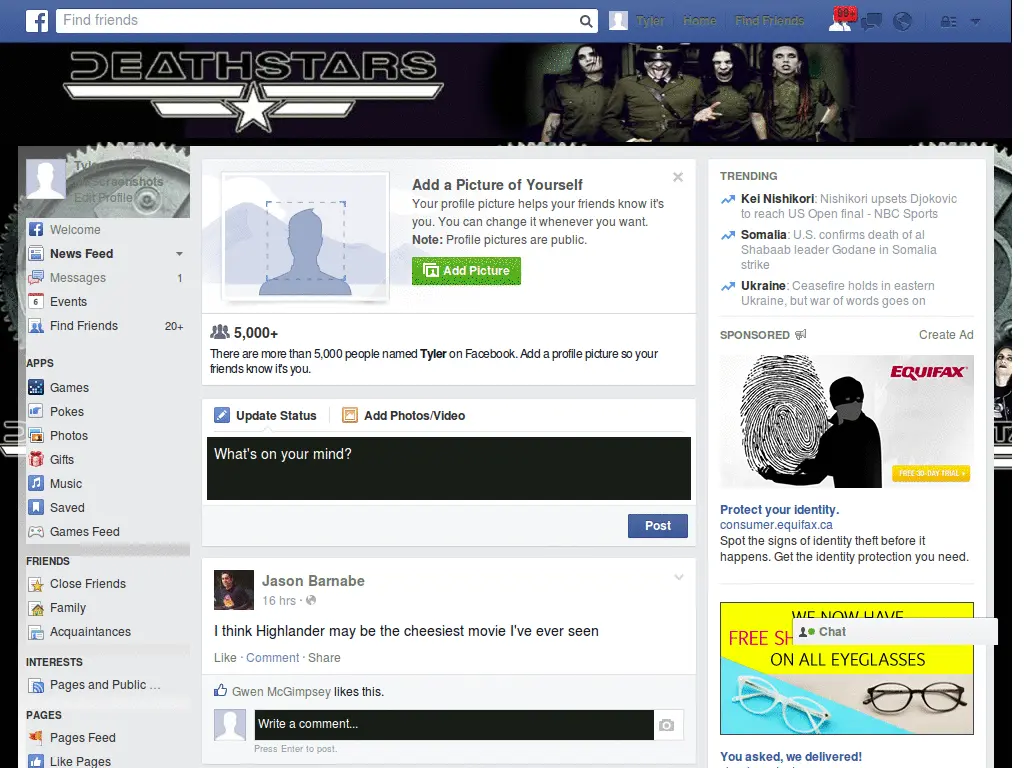 Find friends
Tyler
Home
Find Friends
99+
DEATHSTARS
Edit Profile
Welcome
News Feed
Messages 1
6 Events
Find Friends 20+
APPS
Games
Pokes
Photos
Gifts
Music
Saved
Games Feed
FRIENDS
Close Friends
Family
Acquaintances
INTERESTS
Pages and Public ...
PAGES
Pages Feed
Like Pages
Add a Picture of Yourself
Your profile picture helps your friends know it's
you. You can change it whenever you want.
Note: Profile pictures are public.
Add Picture
5,000+
There are more than 5,000 people named Tyler on Facebook. Add a profile picture so your
friends know it's you.
Update Status
Add Photos/Video
What's on your mind?
Post
Jason Barnabe
16 hrs ·
I think Highlander may be the cheesiest movie I've ever seen
Like · Comment · Share
Gwen McGimpsey likes this.
Write a comment...
Press Enter to post.
TRENDING
Kei Nishikori: Nishikori upsets Djokovic
to reach US Open final - NBC Sports
Somalia: U.S. confirms death of al
Shabaab leader Godane in Somalia
strike
Ukraine: Ceasefire holds in eastern
Ukraine, but war of words goes on
SPONSORED
Create Ad
EQUIFAX
FREE 30-DAY TRIAL
Protect your identity.
consumer.equifax.ca
Spot the signs of identity theft before it
happens. Get the identity protection you need.
WE NOW HAVE
FREE SH
ON ALL EYEGLASSES
Chat
You asked, we delivered!